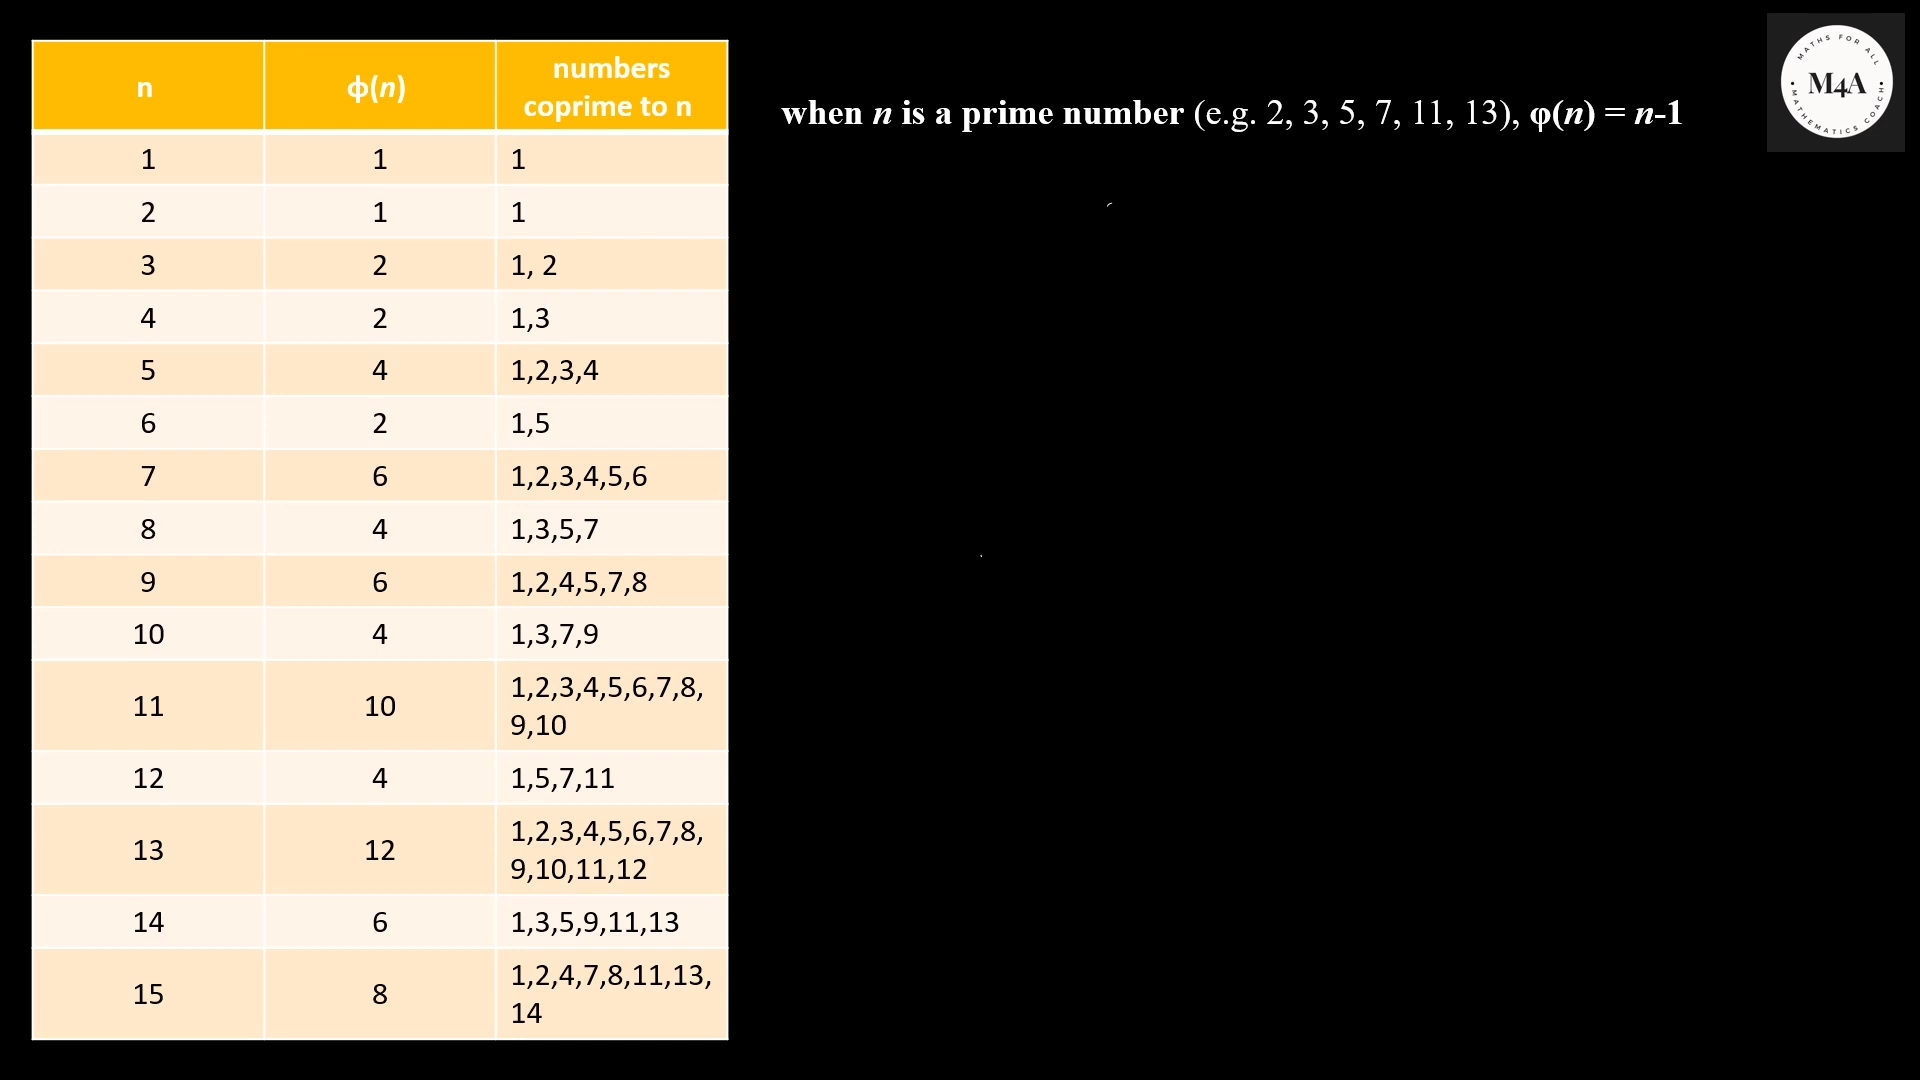 n ϕ(n) numbers coprime to n
1 1 1
2 1 1
3 2 1, 2
4 2 1,3
5 4 1,2,3,4
6 2 1,5
7 6 1,2,3,4,5,6
8 4 1,3,5,7
9 6 1,2,4,5,7,8
10 4 1,3,7,9
11 10 1,2,3,4,5,6,7,8,
9,10
12 4 1,5,7,11
13 12 1,2,3,4,5,6,7,8,
9,10,11,12
14 6 1,3,5,9,11,13
15 8 1,2,4,7,8,11,13,
14
when n is a prime number (e.g. 2, 3, 5, 7, 11, 13), φ(n) = n-1
MATHS FOR ALL
M4A
MATHEMATICS COACH